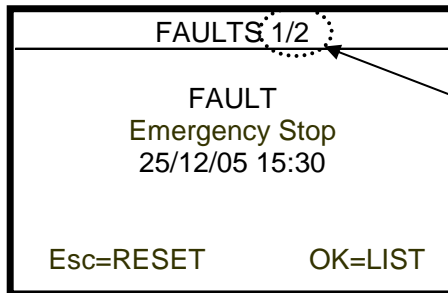 FAULTS 1/2
FAULT
Emergency Stop
25/12/05 15:30
Esc=RESET OK=LIST